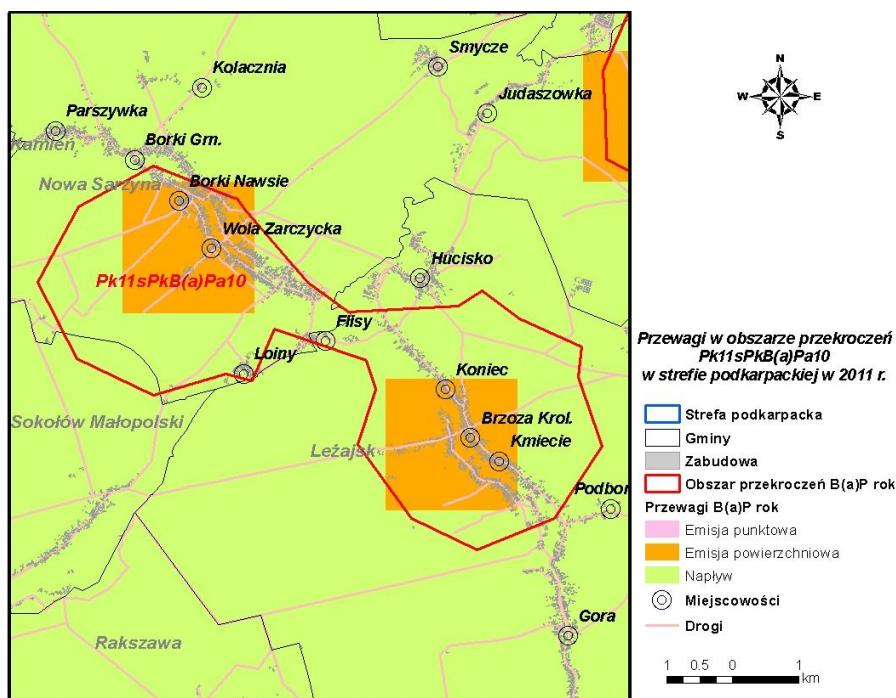 Kolacznia
Smycze
Parszywka
Judaszowka
Kamień
Borki Grn.
Nowa Sarzyna
Borki Nawsie
Wola Zarczycka
Hucisko
Pk11sPkB(a)Pa10
Flisy
Łoiny
Koniec
Sokołów Małopolski
Brzoza Krol.
Leżajsk
Kmiecie
Podbor
Gora
Rakszawa
N
W
E
S
Przewagi w obszarze przekroczeń
Pk11sPkB(a)Pa10
w strefie podkarpackiej w 2011 r.
Strefa podkarpacka
Gminy
Zabudowa
Obszar przekroczeń B(a)P rok
Przewagi B(a)P rok
Emisja punktowa
Emisja powierzchniowa
Napływ
Miejscowości
Drogi
1 0.5 0 1
km